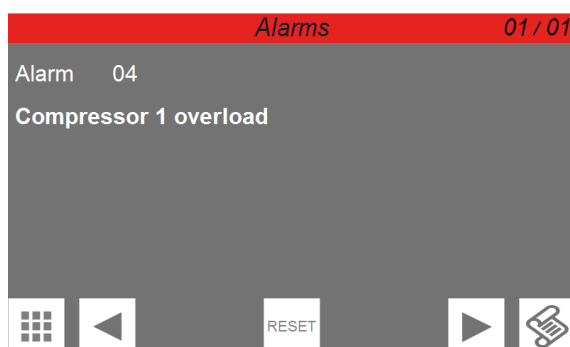 Alarms 01 / 01
Alarm 04
Compressor 1 overload
RESET